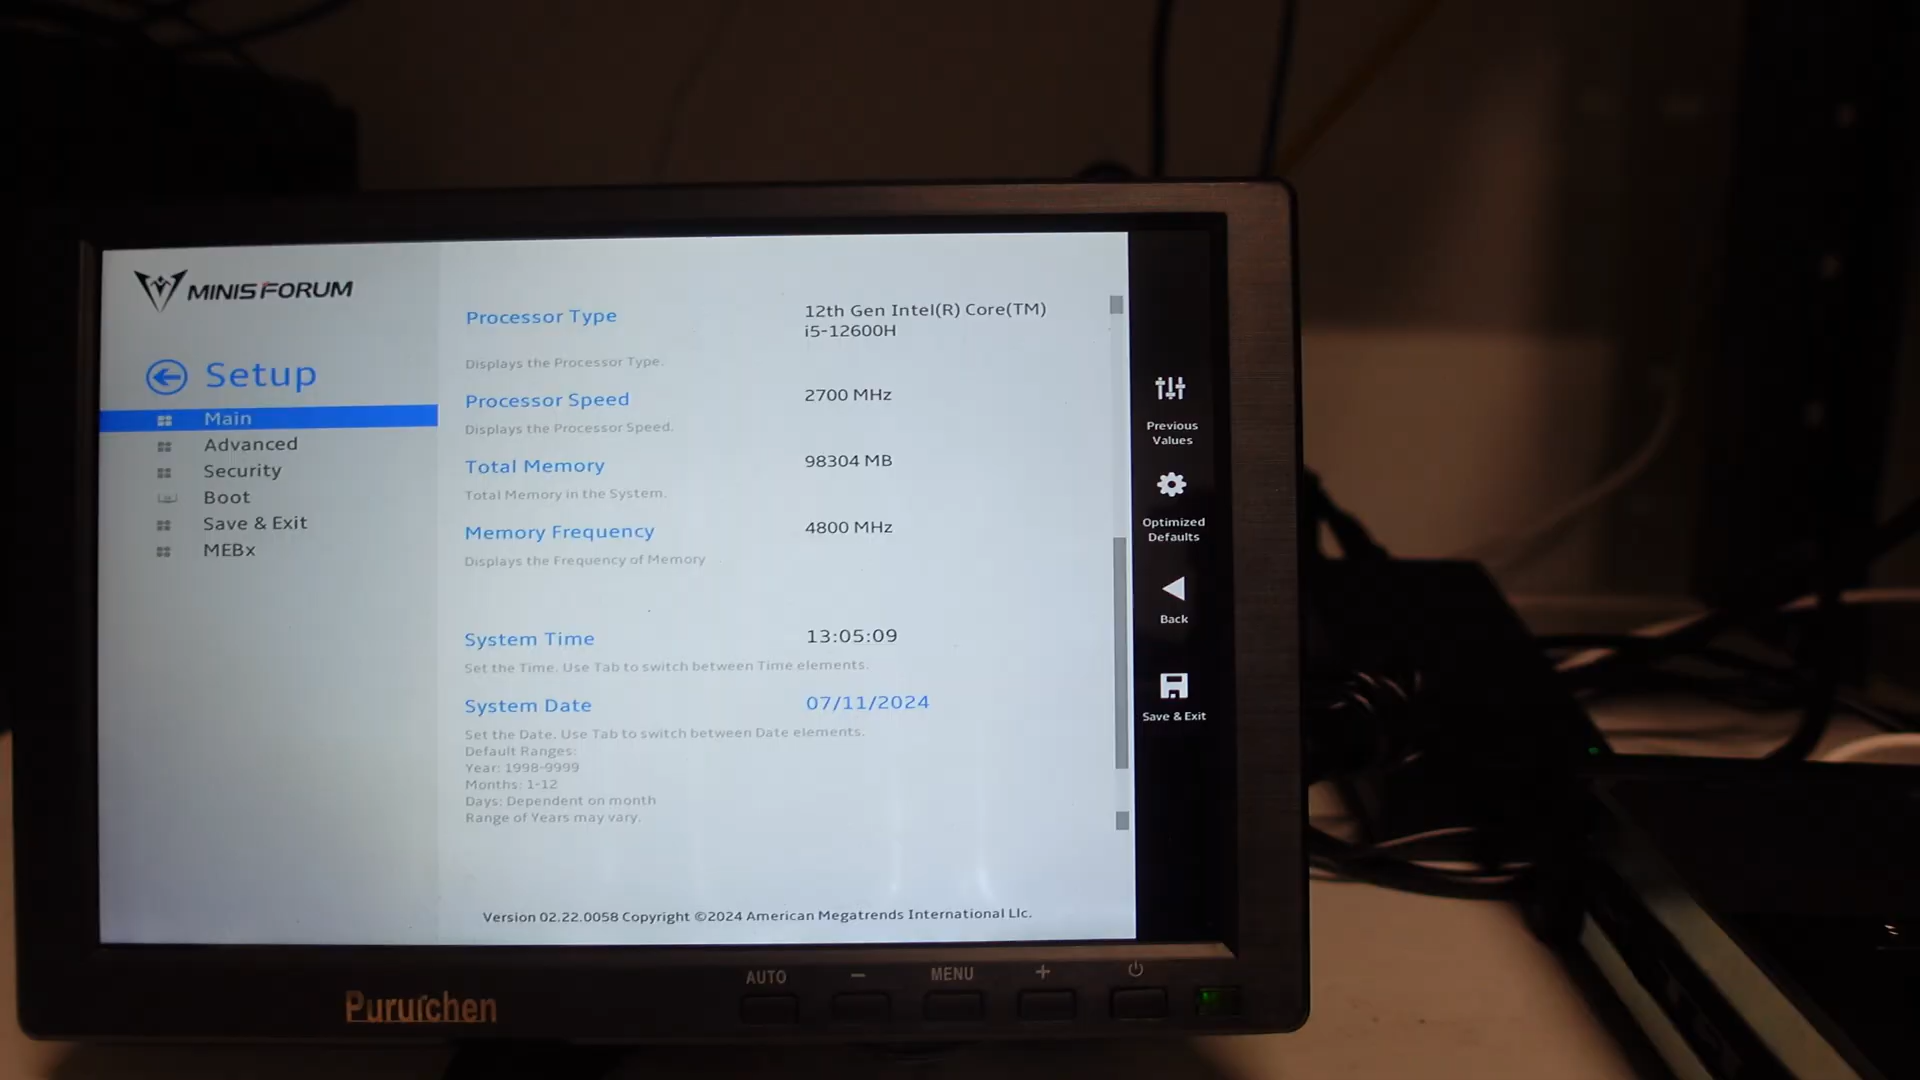 MINISFORUM
Setup
Main
Advanced
Security
Boot
Save & Exit
MEBx
Processor Type
12th Gen Intel(R) Core(TM)
i5-12600H
Displays the Processor Type.
Processor Speed
2700 MHz
Displays the Processor Speed.
Total Memory
98304 MB
Total Memory in the System.
Memory Frequency
4800 MHz
Displays the Frequency of Memory
System Time
13:05:09
Set the Time. Use Tab to switch between Time elements.
System Date
07/11/2024
Set the Date. Use Tab to switch between Date elements.
Default Ranges:
Year: 1998-9999
Months: 1-12
Days: Dependent on month
Range of Years may vary.
Version 02.22.0058 Copyright ©2024 American Megatrends International Llc.
Previous
Values
Optimized
Defaults
Back
Save & Exit
AUTO
−
MENU
+
Puruichen